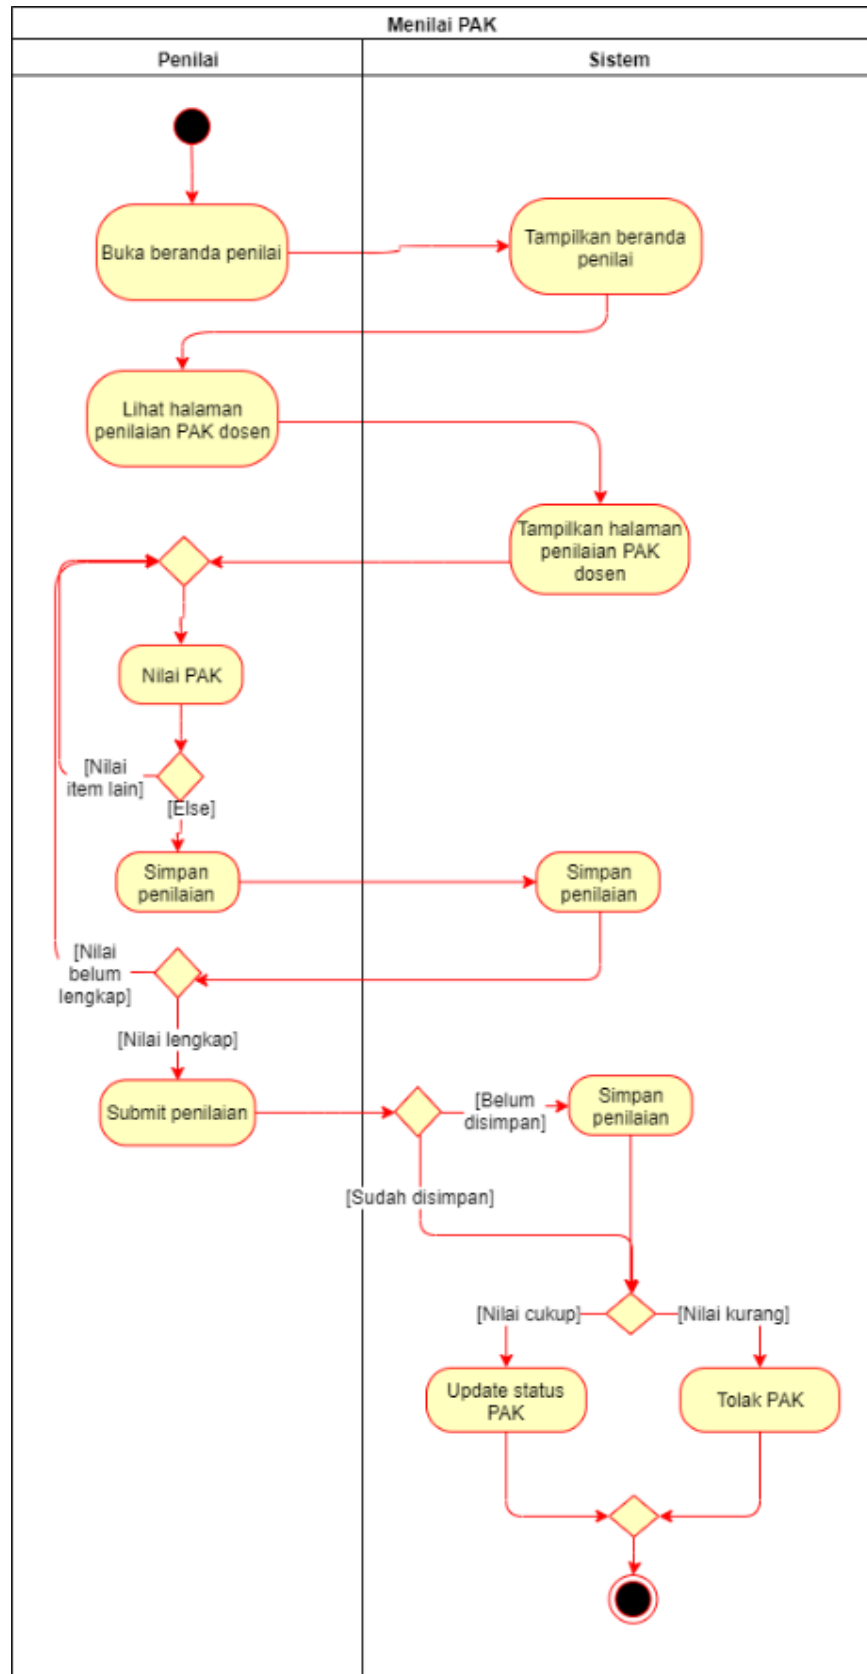 Menilai PAK
Penilai
Sistem
Buka beranda penilai
Tampilkan beranda
penilai
Lihat halaman
penilaian PAK dosen
Tampilkan halaman
penilaian PAK
dosen
Nilai PAK
[Nilai
item lain]
[Else]
Simpan
penilaian
Simpan
penilaian
[Nilai
belum
lengkap]
[Nilai lengkap]
Submit penilaian
[Belum
disimpan]
Simpan
penilaian
[Sudah disimpan]
[Nilai cukup]
[Nilai kurang]
Update status
PAK
Tolak PAK